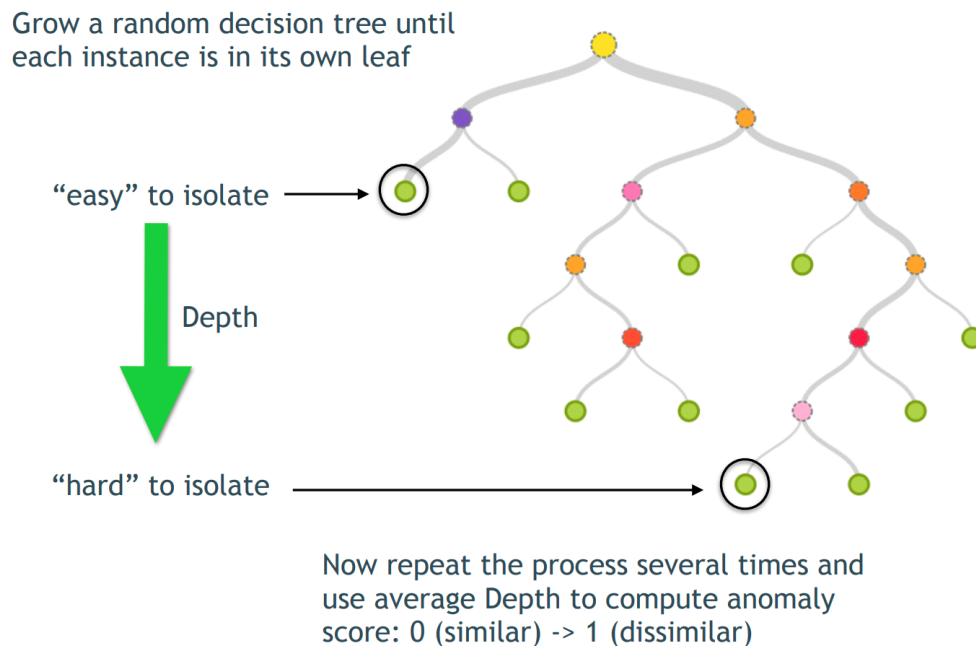 Grow a random decision tree until
each instance is in its own leaf
“easy” to isolate
Depth
“hard” to isolate
Now repeat the process several times and
use average Depth to compute anomaly
score: 0 (similar) -> 1 (dissimilar)